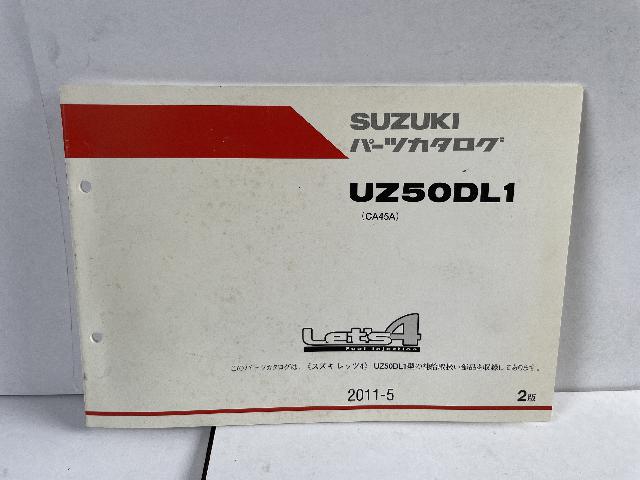 SUZUKI
パーツカタログ
UZ50DL1
(CA45A)
Let's4
Fuel Injection
このパーツカタログは、《スズキ レッツ4》 UZ50DL1型の補給取扱い部品を収録してあります。
2011-5
2版